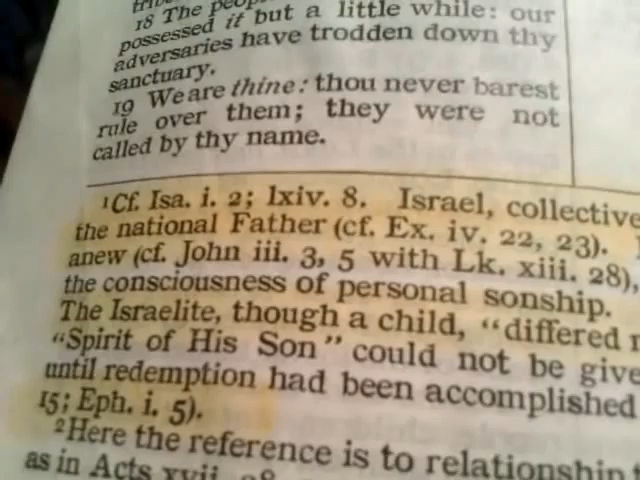 18 The people
possessed it but a little while: our
adversaries have trodden down thy
sanctuary.
19 We are thine: thou never barest
rule over them; they were not
called by thy name.
1Cf. Isa. i. 2; lxiv. 8. Israel, collective
the national Father (cf. Ex. iv. 22, 23).
anew (cf. John iii. 3, 5 with Lk. xiii. 28),
the consciousness of personal sonship.
The Israelite, though a child, "differed n
"Spirit of His Son" could not be give
until redemption had been accomplished
15; Eph. i. 5).
2Here the reference is to relationship
as in Acts xvii. 28